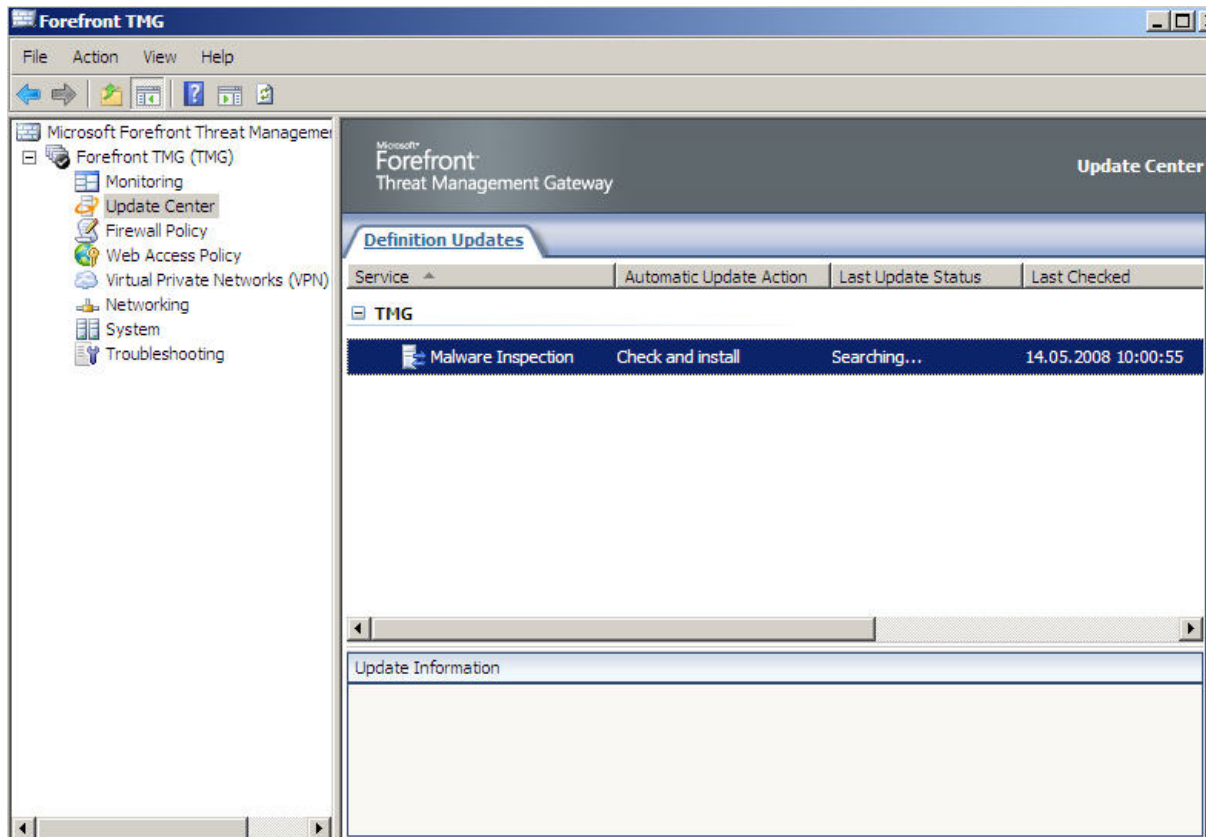 Forefront TMG
File Action View Help
Microsoft Forefront Threat Manageme
Forefront TMG (TMG)
Monitoring
Update Center
Firewall Policy
Web Access Policy
Virtual Private Networks (VPN)
Networking
System
Troubleshooting
Microsoft®
Forefront™
Threat Management Gateway
Update Center
Definition Updates
Service Automatic Update Action Last Update Status Last Checked
TMG
Malware Inspection Check and install Searching... 14.05.2008 10:00:55
Update Information